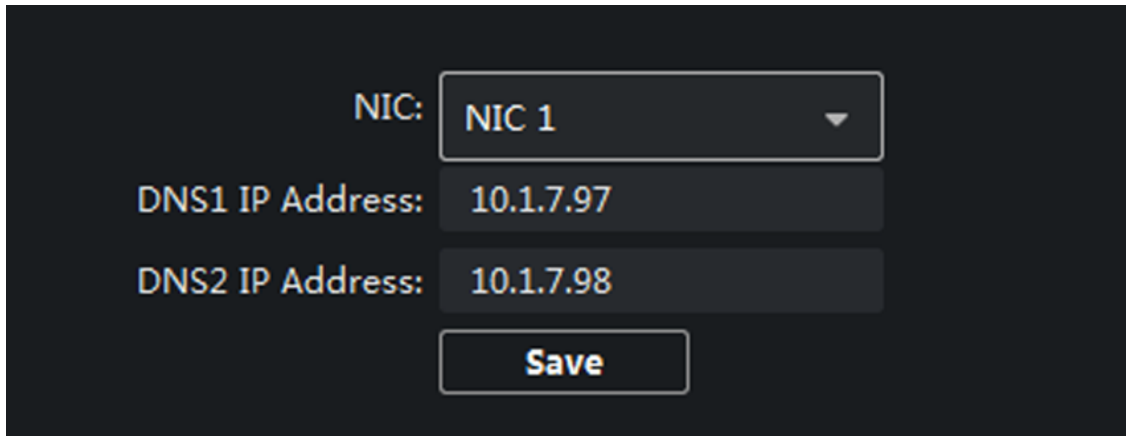 NIC: NIC 1
DNS1 IP Address: 10.1.7.97
DNS2 IP Address: 10.1.7.98
Save